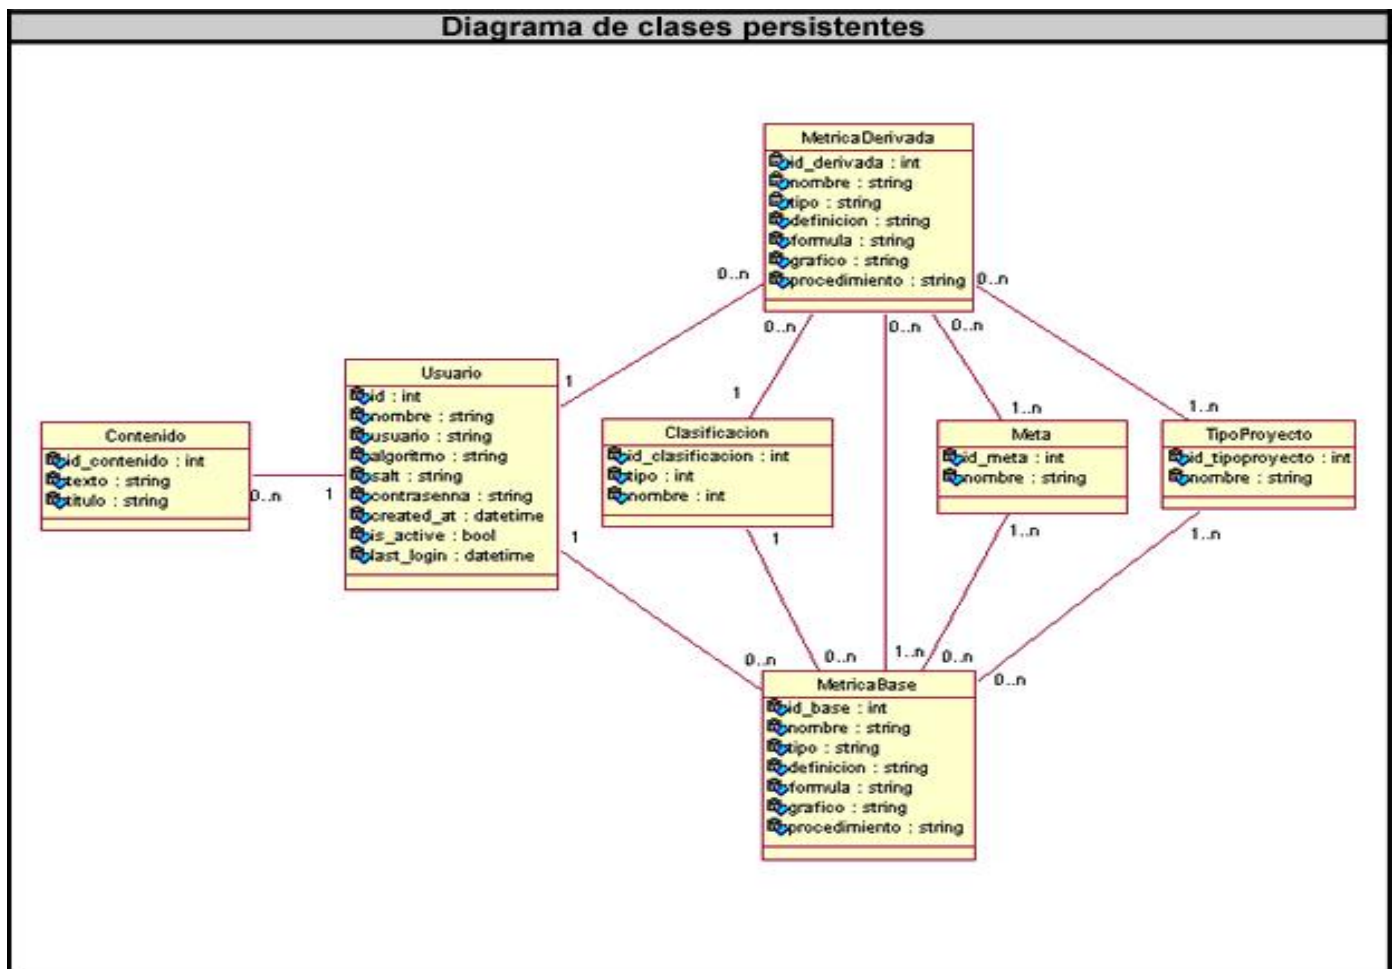 Diagrama de clases persistentes
MetricaDerivada
id_derivada : int
nombre : string
tipo : string
definicion : string
formula : string
grafico : string
procedimiento : string
0..n
0..n
0..n
0..n
0..n
Usuario
id : int
nombre : string
usuario : string
algoritmo : string
salt : string
contrasenna : string
created_at : datetime
is_active : bool
last_login : datetime
1
1
1
1..n
1..n
Contenido
id_contenido : int
texto : string
titulo : string
0..n
1
Clasificacion
id_clasificacion : int
tipo : int
nombre : int
Meta
id_meta : int
nombre : string
TipoProyecto
id_tipoproyecto : int
nombre : string
1
1..n
1..n
0..n
0..n
1..n
0..n
0..n
MetricaBase
id_base : int
nombre : string
tipo : string
definicion : string
formula : string
grafico : string
procedimiento : string